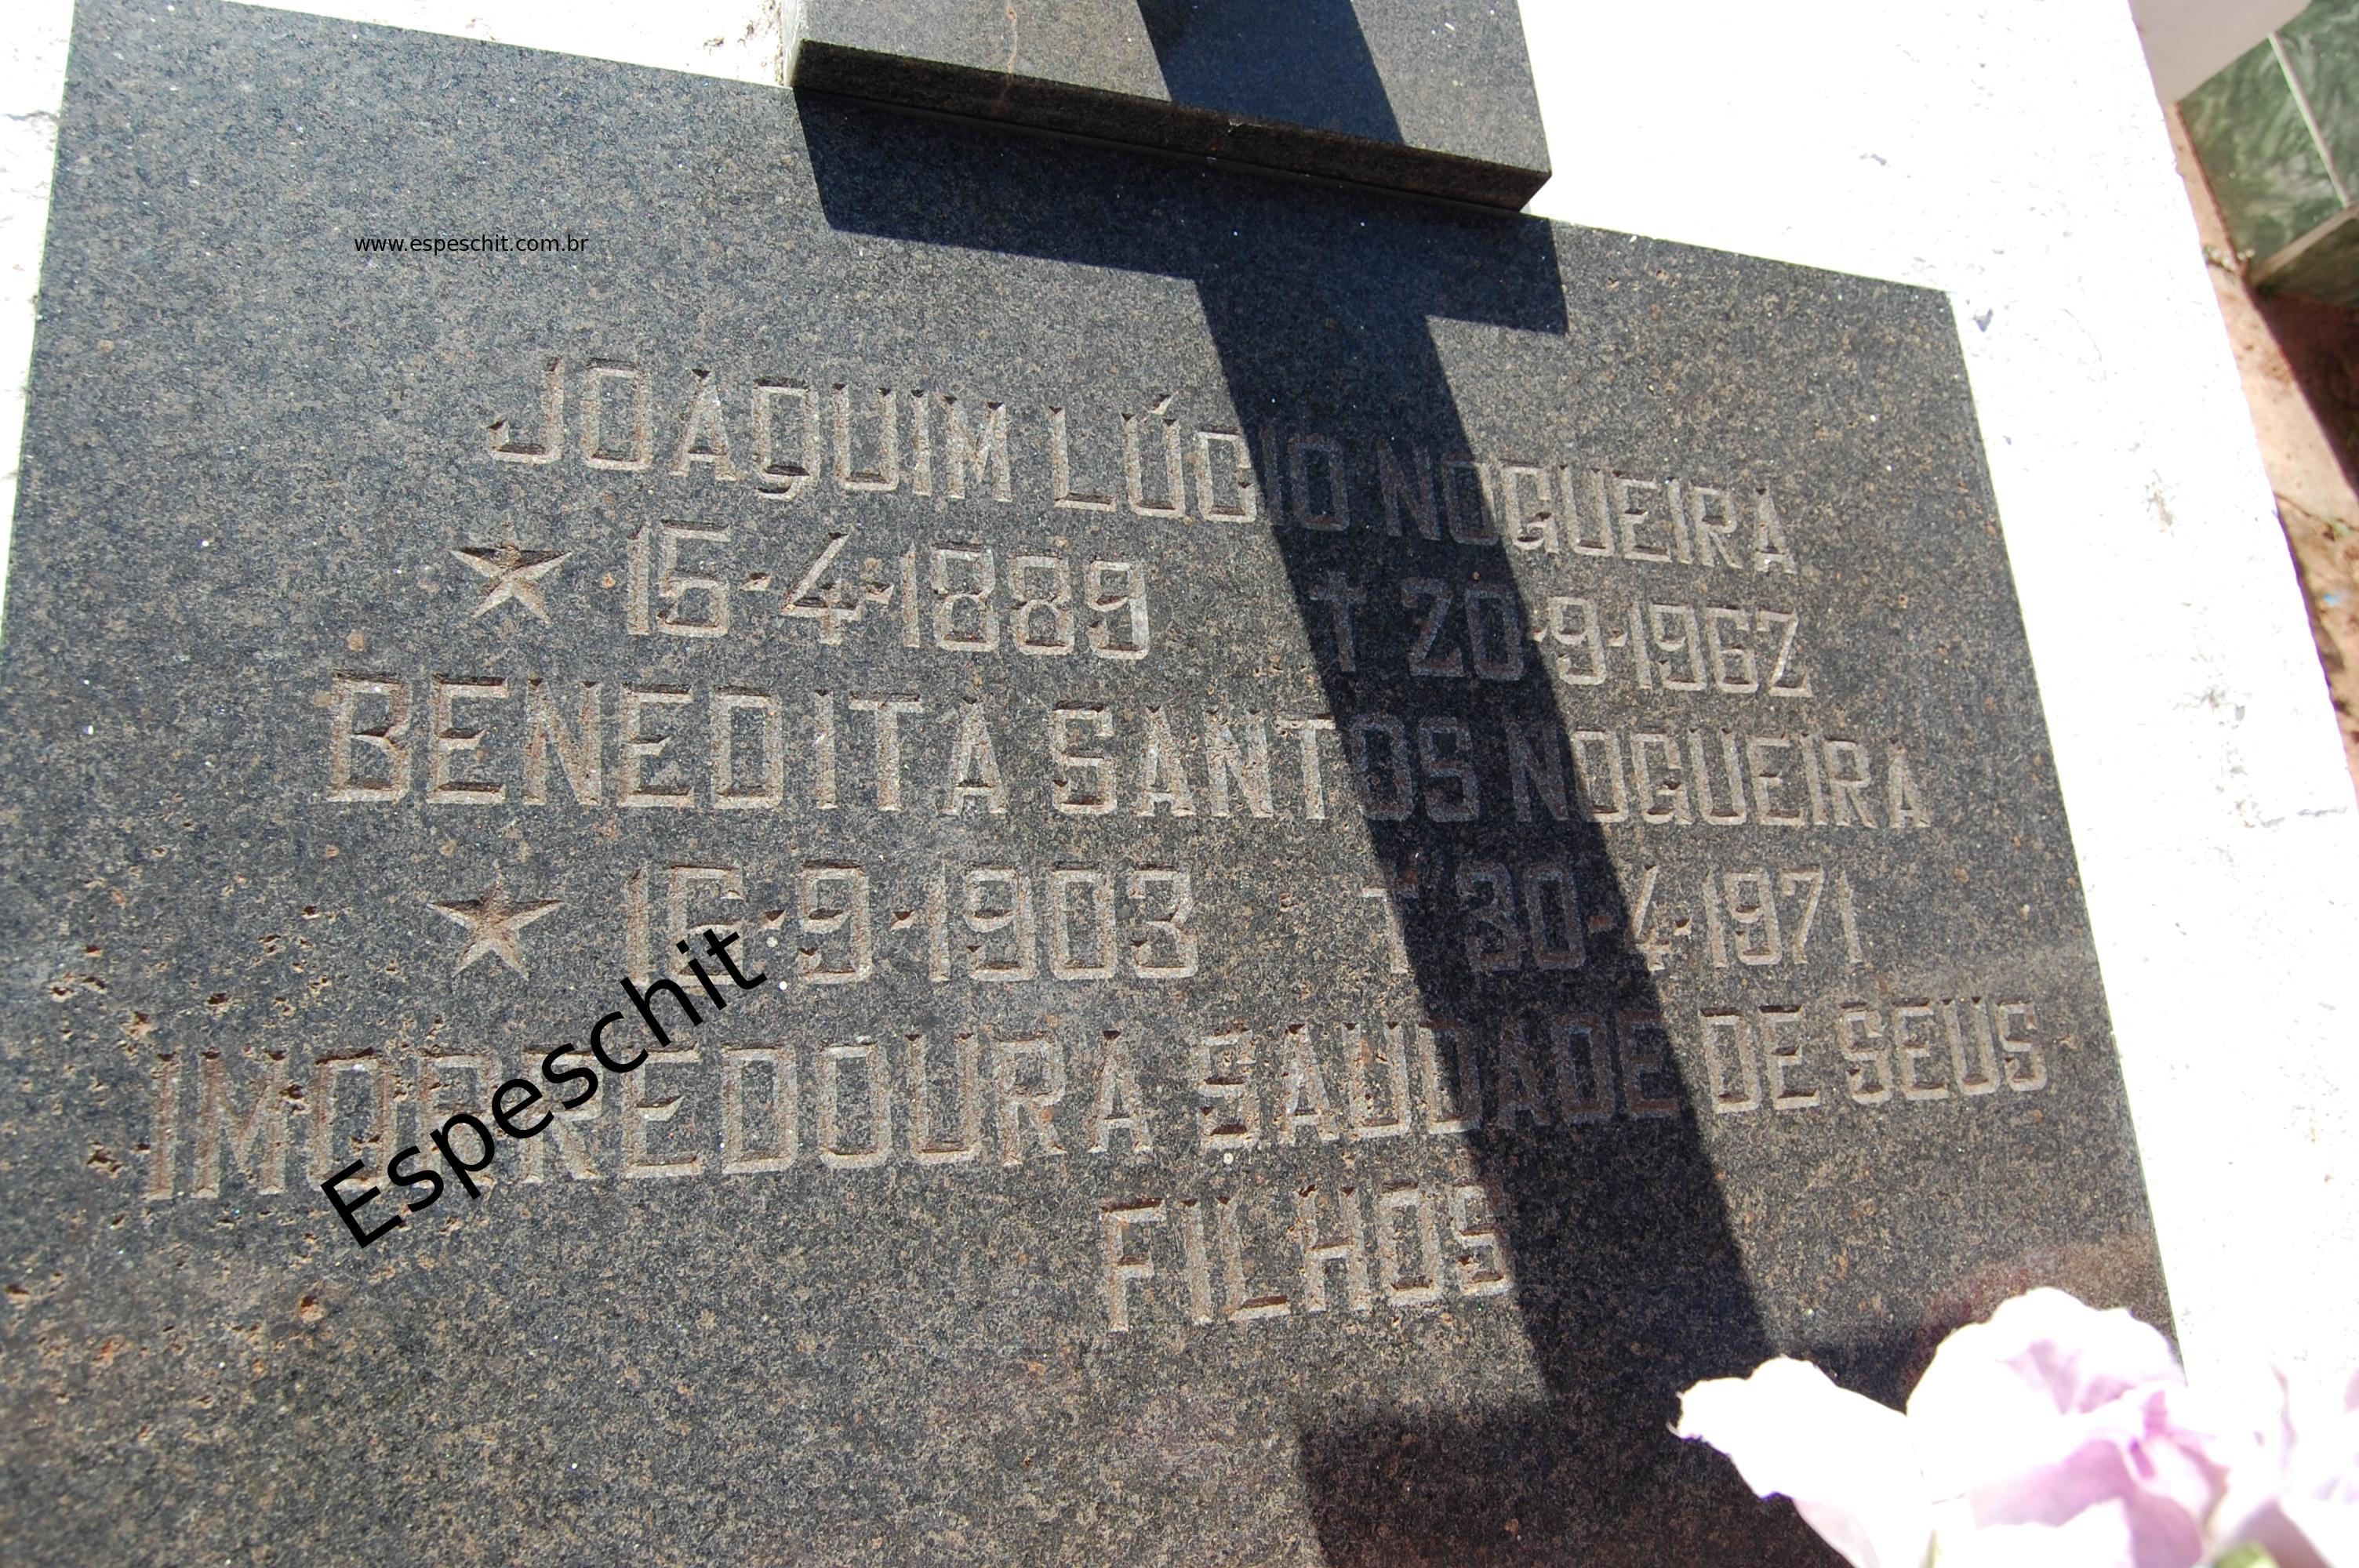 www.espeschit.com.br
JOAQUIM LÚCIO NOGUEIRA
★ 15-4-1889 † 20-9-1962
BENEDITA SANTOS NOGUEIRA
★ 16-9-1903 † 30-4-1971
Espeschit
IMORREDOURA SAUDADE DE SEUS
FILHOS